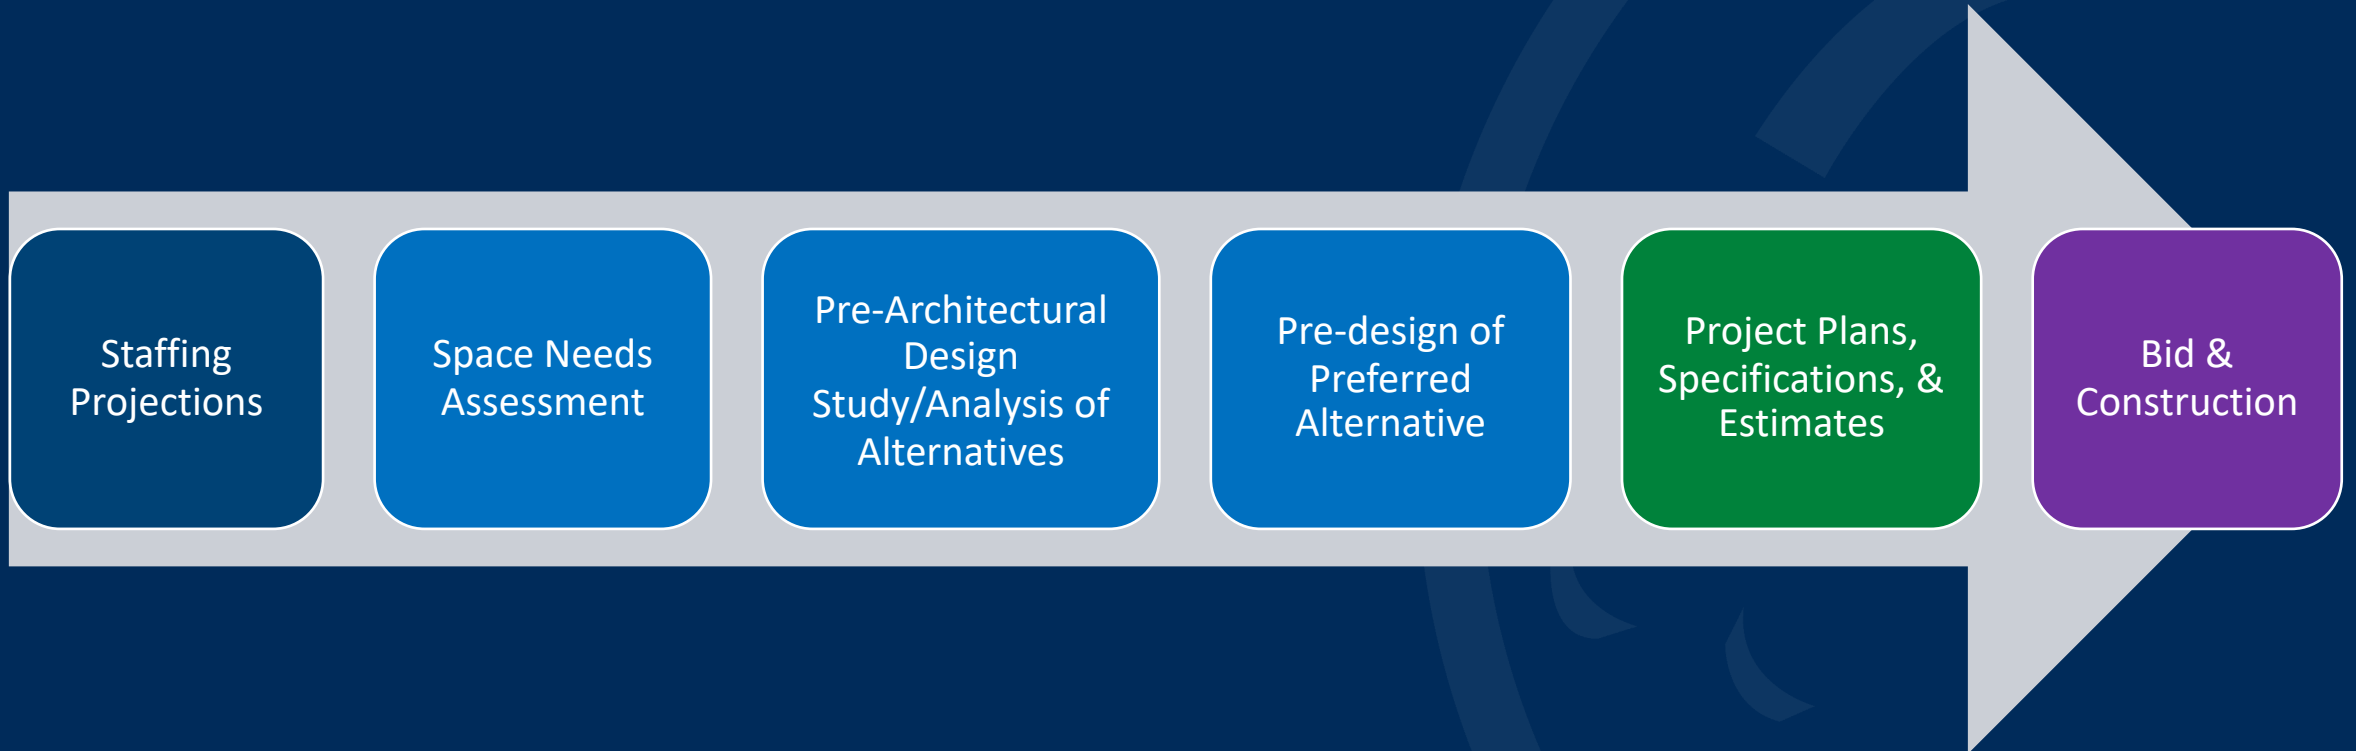 Staffing
Projections
Space Needs
Assessment
Pre-Architectural
Design
Study/Analysis of
Alternatives
Pre-design of
Preferred
Alternative
Project Plans,
Specifications, &
Estimates
Bid &
Construction